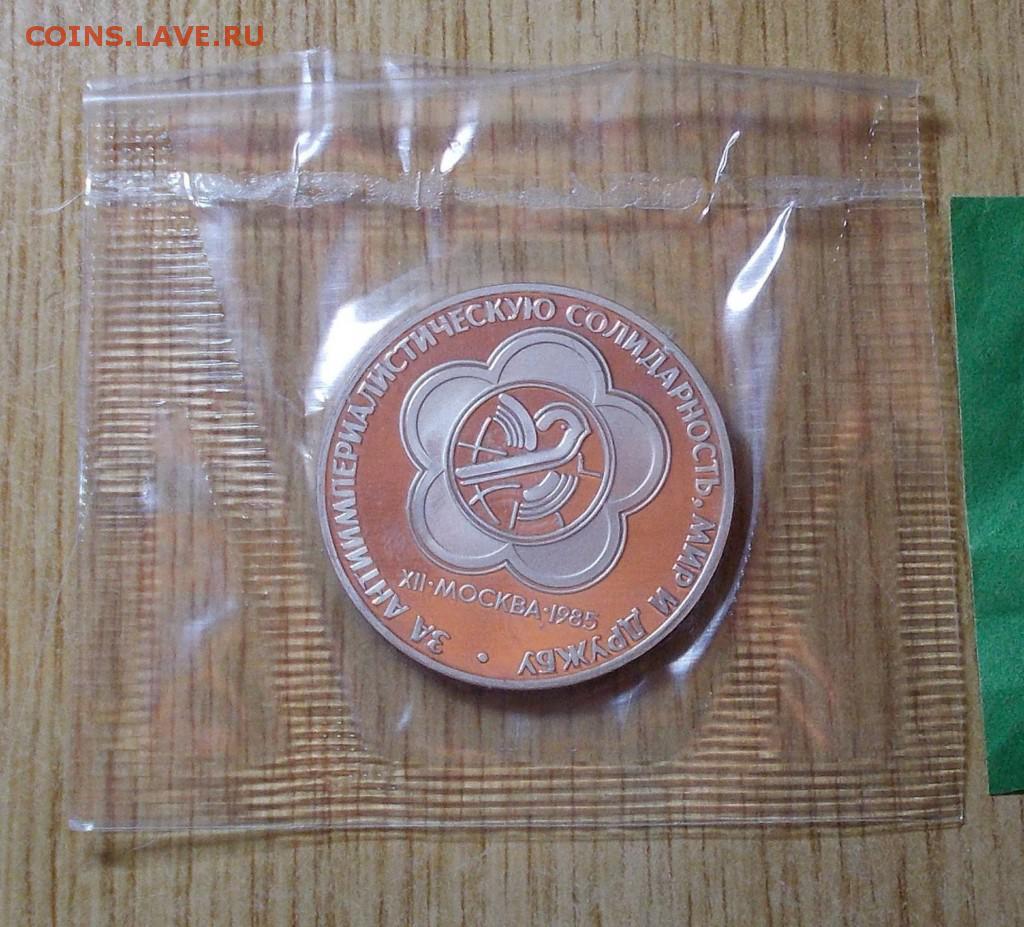 COINS.LAVE.RU
ЗА АНТИИМПЕРИАЛИСТИЧЕСКУЮ СОЛИДАРНОСТЬ, МИР И ДРУЖБУ •
XII·МОСКВА·1985